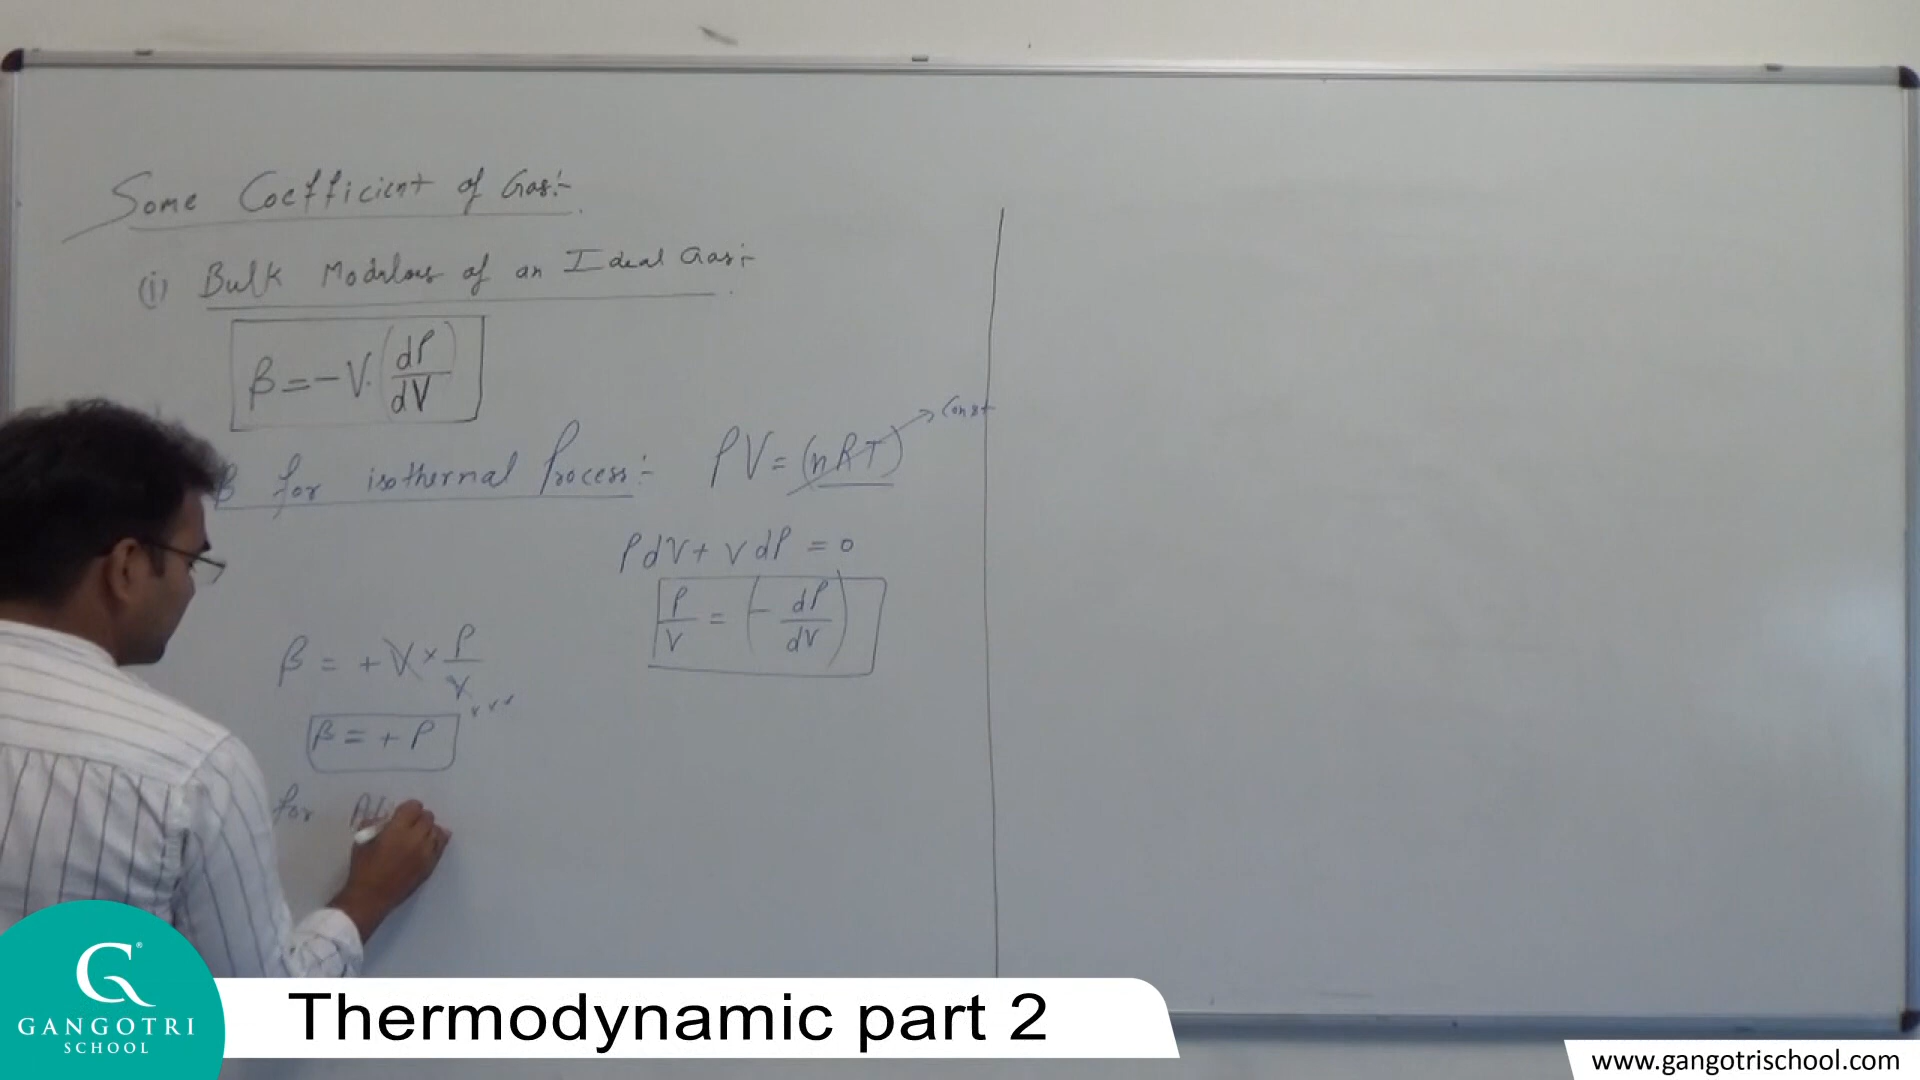 Some Coefficient of Gas:-
(i) Bulk Modulous of an Ideal Gas:-
β = - V. (dP/dV)
β for isothermal Process:- PV = (nRT) → Const
PdV + VdP = 0
P/V = (- dP/dV)
β = + V × P/V
β = + P
for
G®
GANGOTRI
SCHOOL
Thermodynamic part 2
www.gangotrischool.com